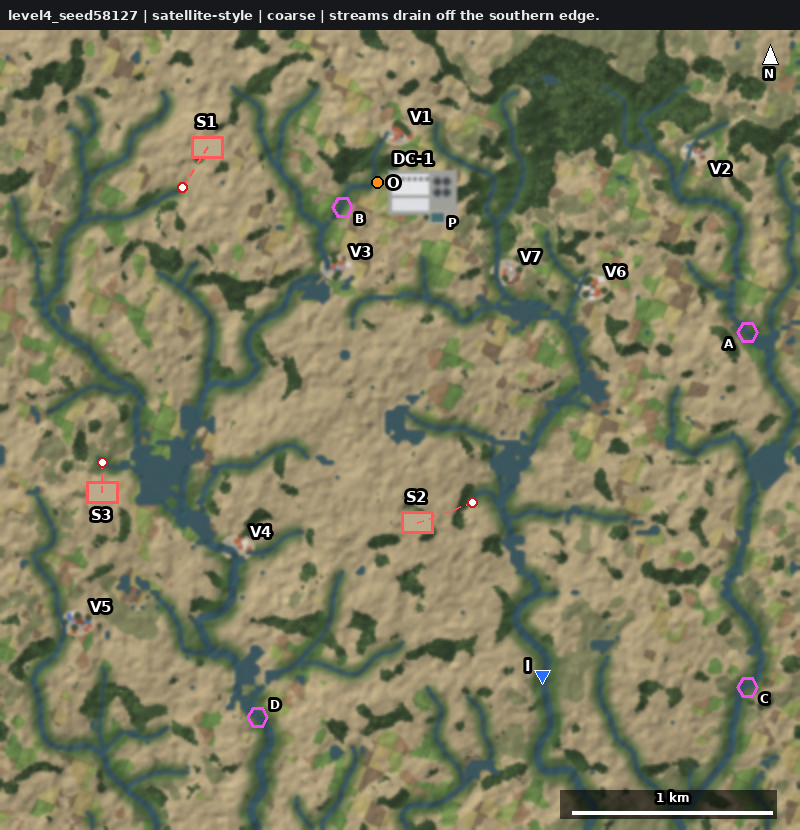 level4_seed58127 | satellite-style | coarse | streams drain off the southern edge.
N
V1
S1
DC-1
V2
O
B
P
V3
V7
V6
A
S2
S3
V4
V5
I
C
D
1 km